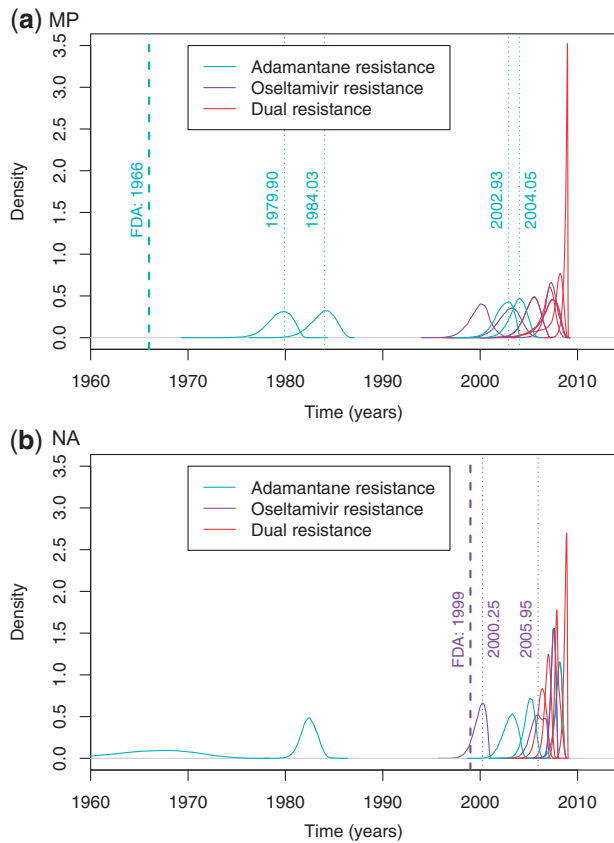 (a) MP
3.5
3.0
2.5
2.0
1.5
1.0
0.5
0.0
Density
Adamantane resistance
Oseltamivir resistance
Dual resistance
FDA: 1966
1979.90
1984.03
2002.93
2004.05
1960 1970 1980 1990 2000 2010
Time (years)
(b) NA
3.5
3.0
2.5
2.0
1.5
1.0
0.5
0.0
Density
Adamantane resistance
Oseltamivir resistance
Dual resistance
FDA: 1999
2000.25
2005.95
1960 1970 1980 1990 2000 2010
Time (years)